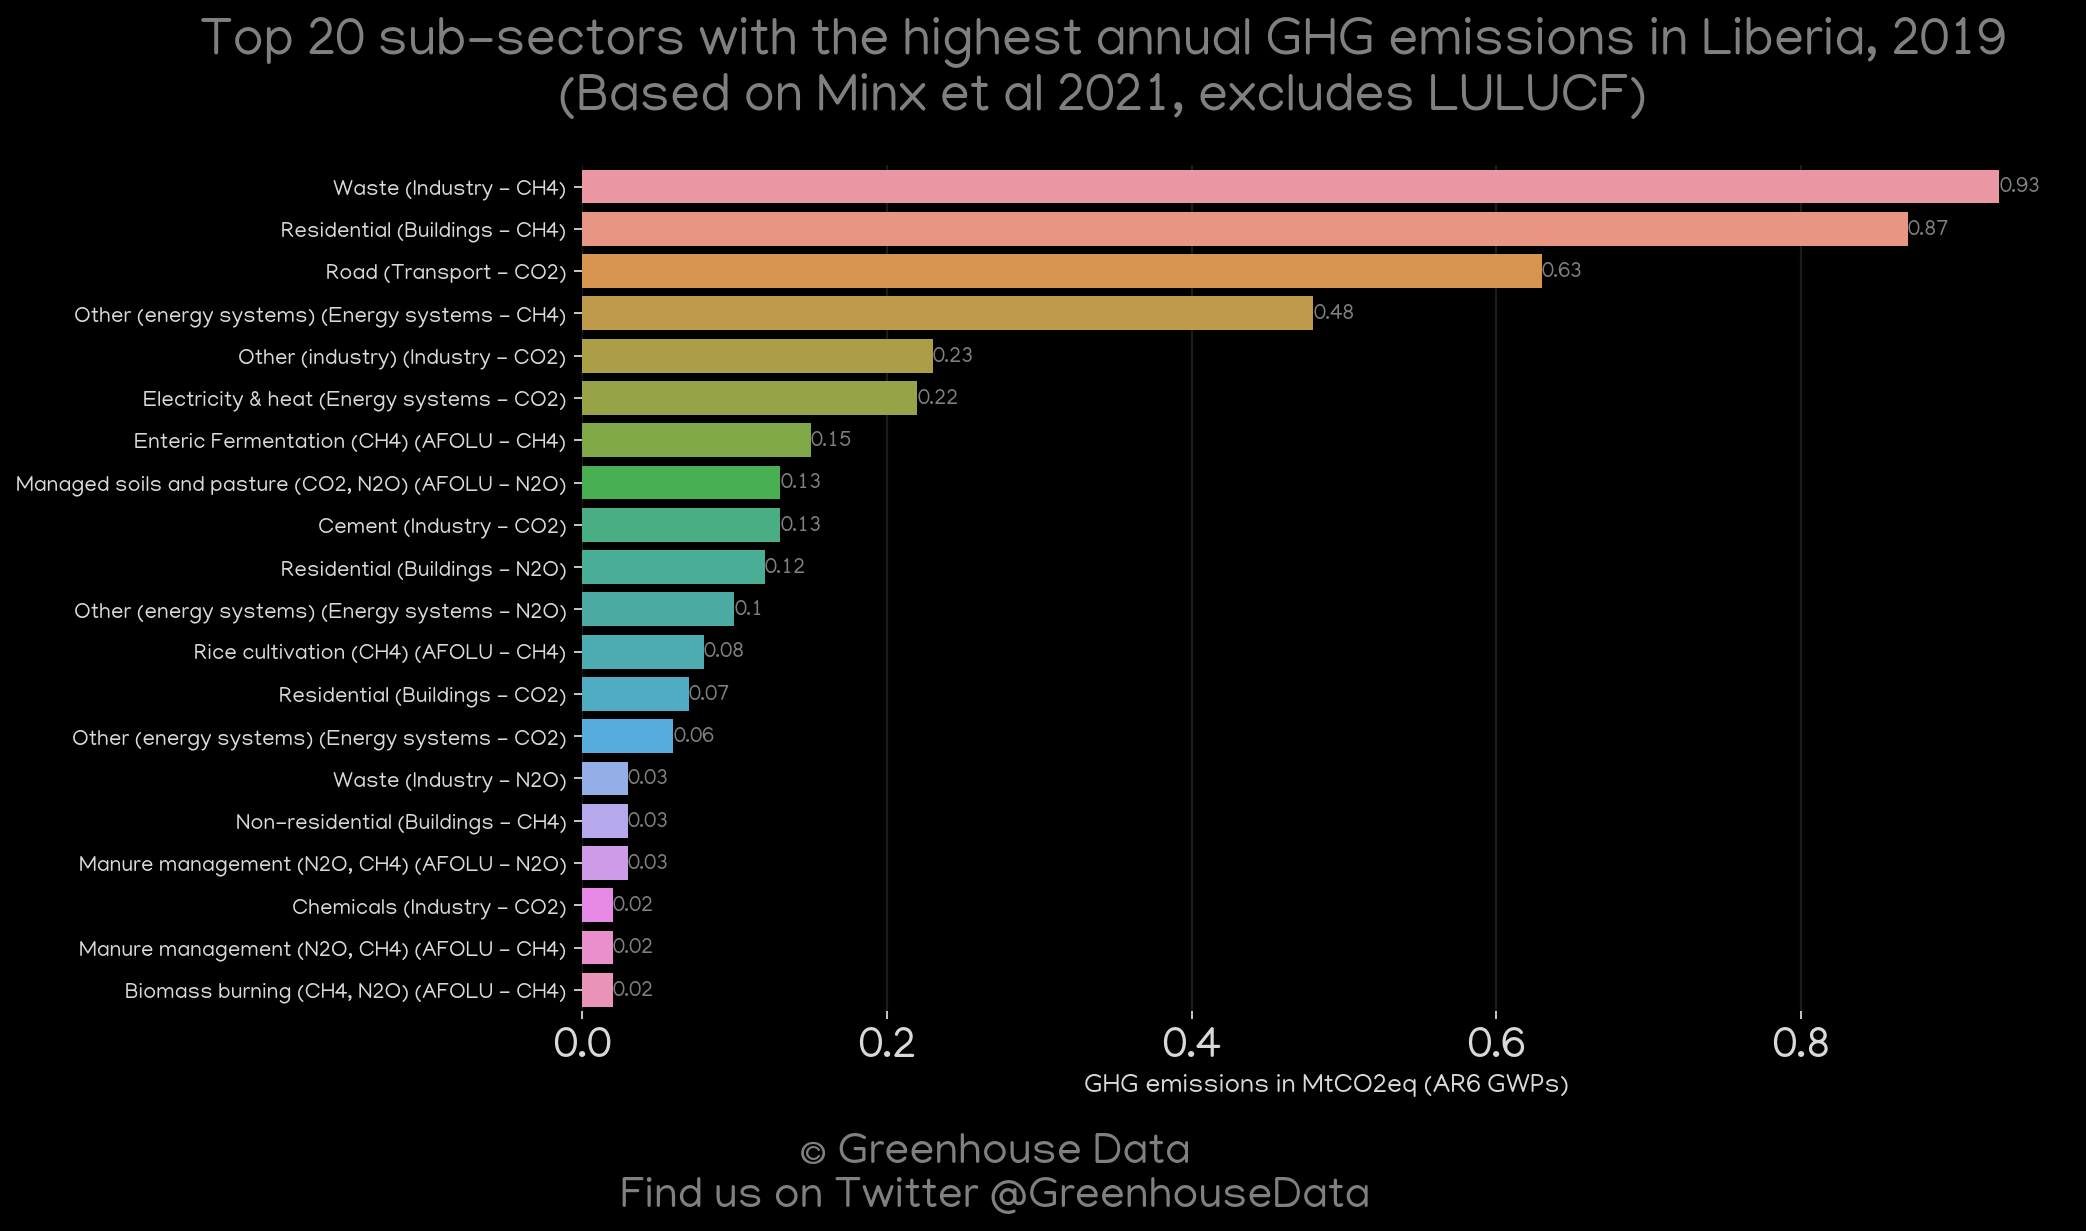 Top 20 sub-sectors with the highest annual GHG emissions in Liberia, 2019
(Based on Minx et al 2021, excludes LULUCF)
Waste (Industry - CH4) 0.93
Residential (Buildings - CH4) 0.87
Road (Transport - CO2) 0.63
Other (energy systems) (Energy systems - CH4) 0.48
Other (industry) (Industry - CO2) 0.23
Electricity & heat (Energy systems - CO2) 0.22
Enteric Fermentation (CH4) (AFOLU - CH4) 0.15
Managed soils and pasture (CO2, N2O) (AFOLU - N2O) 0.13
Cement (Industry - CO2) 0.13
Residential (Buildings - N2O) 0.12
Other (energy systems) (Energy systems - N2O) 0.1
Rice cultivation (CH4) (AFOLU - CH4) 0.08
Residential (Buildings - CO2) 0.07
Other (energy systems) (Energy systems - CO2) 0.06
Waste (Industry - N2O) 0.03
Non-residential (Buildings - CH4) 0.03
Manure management (N2O, CH4) (AFOLU - N2O) 0.03
Chemicals (Industry - CO2) 0.02
Manure management (N2O, CH4) (AFOLU - CH4) 0.02
Biomass burning (CH4, N2O) (AFOLU - CH4) 0.02
0.0 0.2 0.4 0.6 0.8
GHG emissions in MtCO2eq (AR6 GWPs)
© Greenhouse Data
Find us on Twitter @GreenhouseData